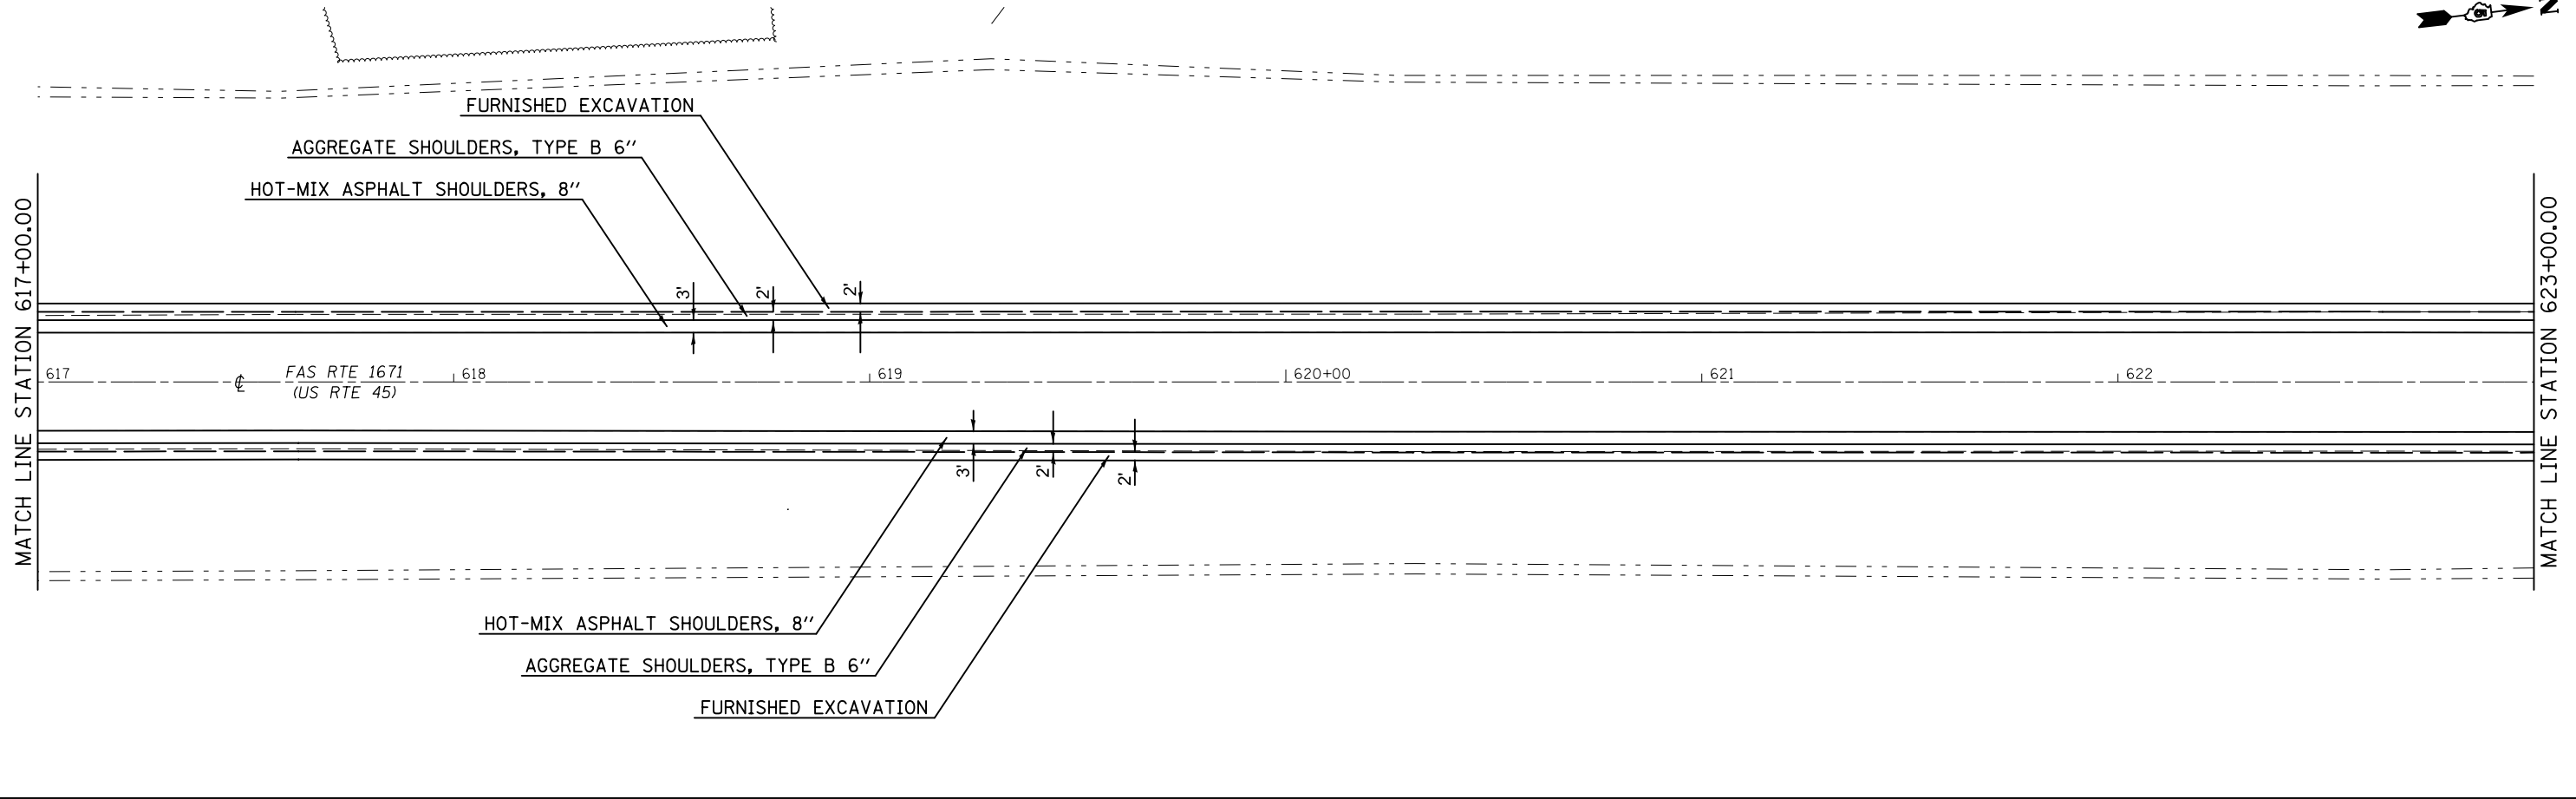 N
FURNISHED EXCAVATION
AGGREGATE SHOULDERS, TYPE B 6"
HOT-MIX ASPHALT SHOULDERS, 8"
MATCH LINE STATION 617+00.00
MATCH LINE STATION 623+00.00
3'
2'
2'
617
℄
FAS RTE 1671
(US RTE 45)
618
619
620+00
621
622
3'
2'
2'
HOT-MIX ASPHALT SHOULDERS, 8"
AGGREGATE SHOULDERS, TYPE B 6"
FURNISHED EXCAVATION